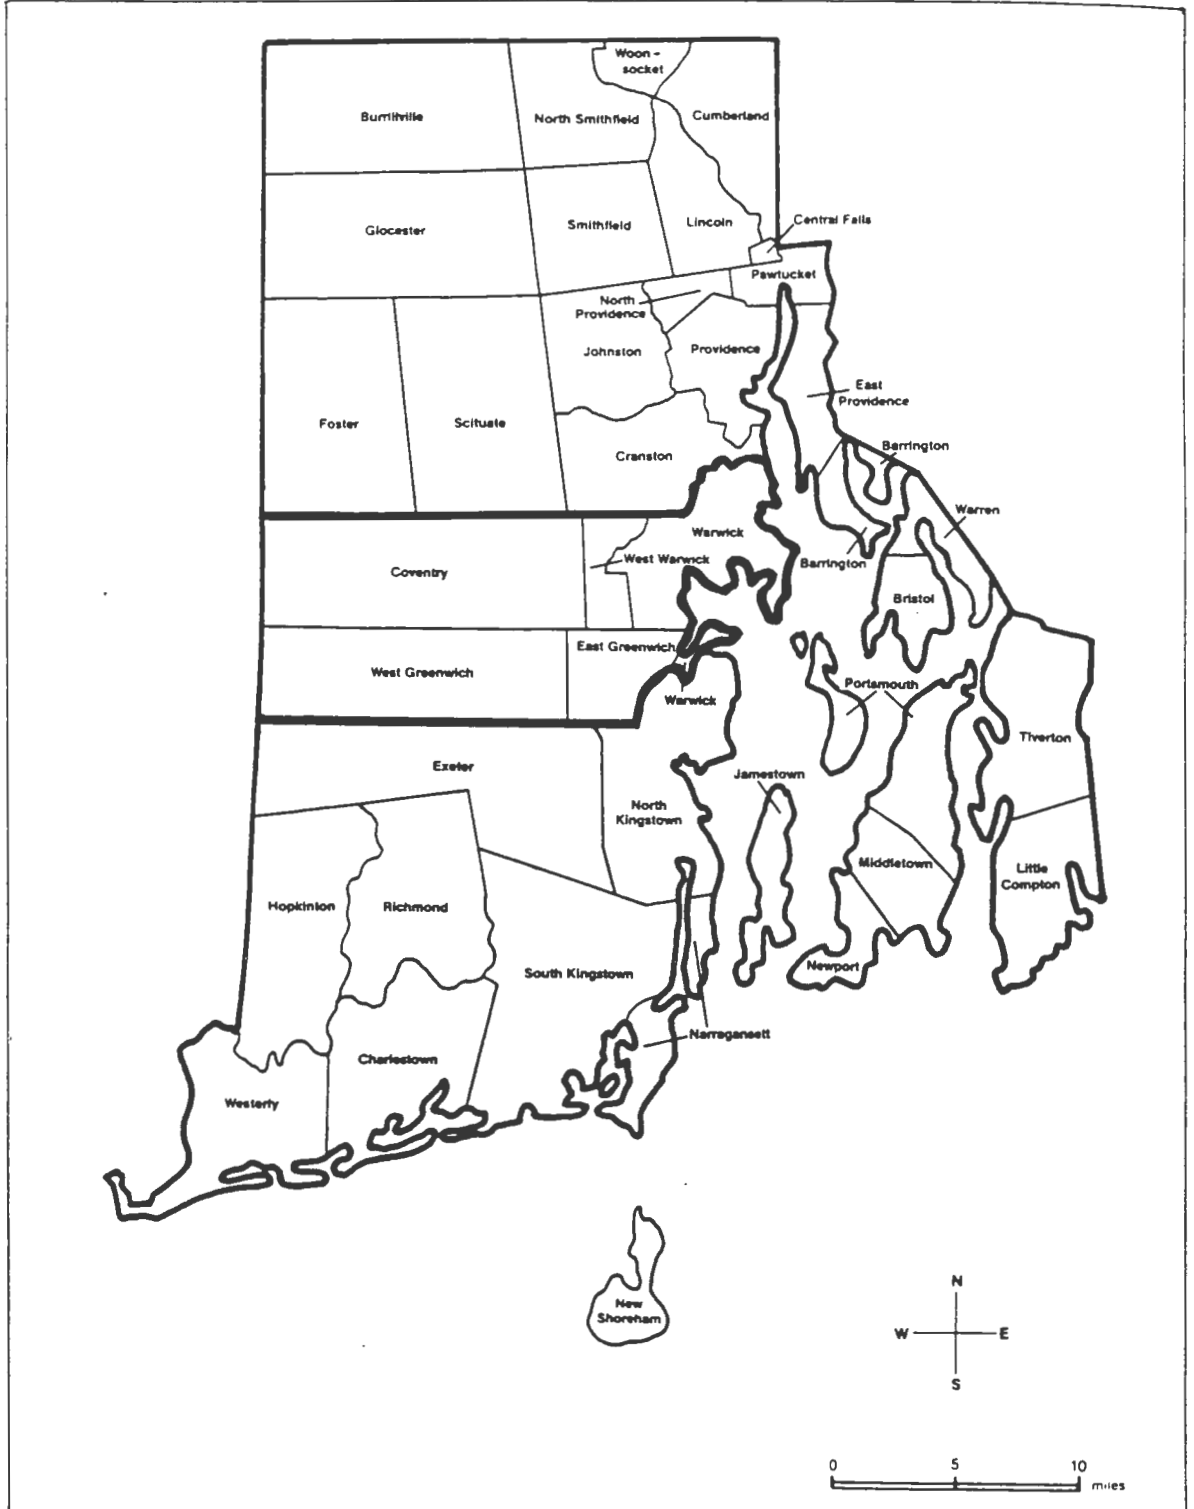 Woon-
socket
Burrillville
North Smithfield
Cumberland
Glocester
Smithfield
Lincoln
Central Falls
Pawtucket
North
Providence
Johnston
Providence
East
Providence
Foster
Scituate
Cranston
Barrington
Warren
Warwick
West Warwick
Coventry
Barrington
Bristol
East Greenwich
West Greenwich
Warwick
Portsmouth
Tiverton
Exeter
Jamestown
North
Kingstown
Middletown
Little
Compton
Hopkinton
Richmond
South Kingstown
Newport
Narragansett
Charlestown
Westerly
New
Shoreham
N
W E
S
0 5 10
miles